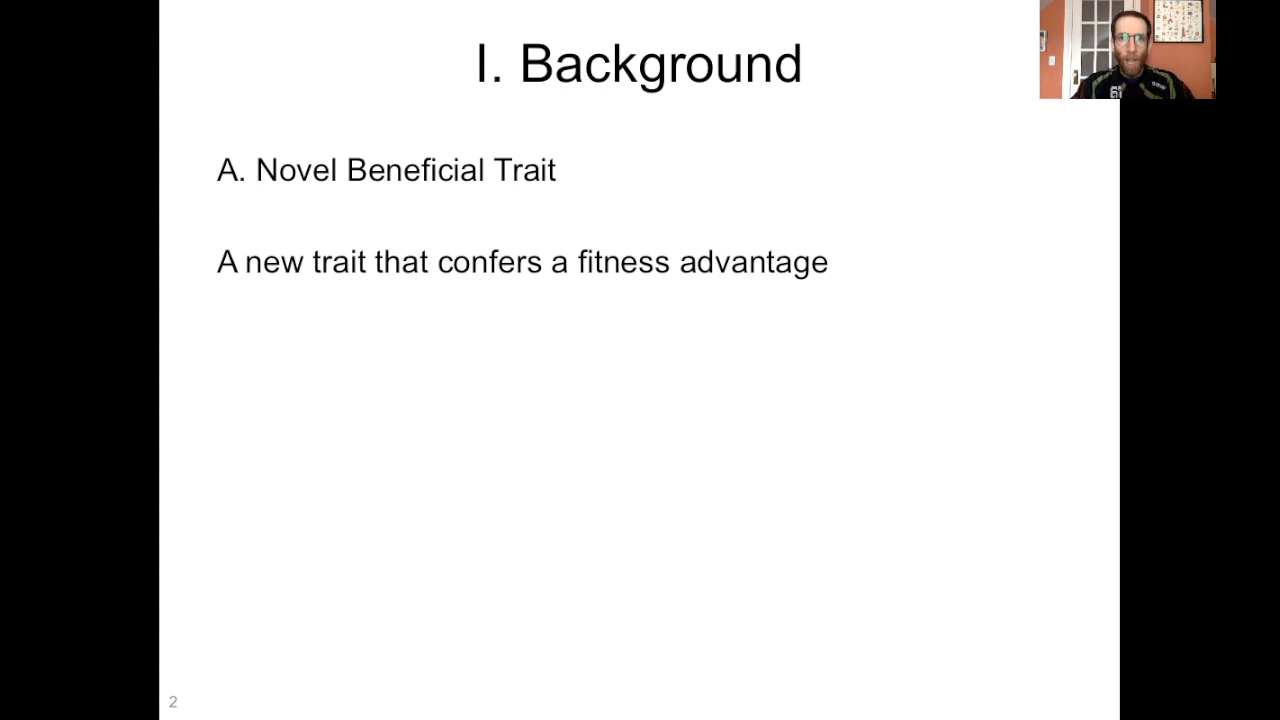 I. Background
A. Novel Beneficial Trait
A new trait that confers a fitness advantage
2